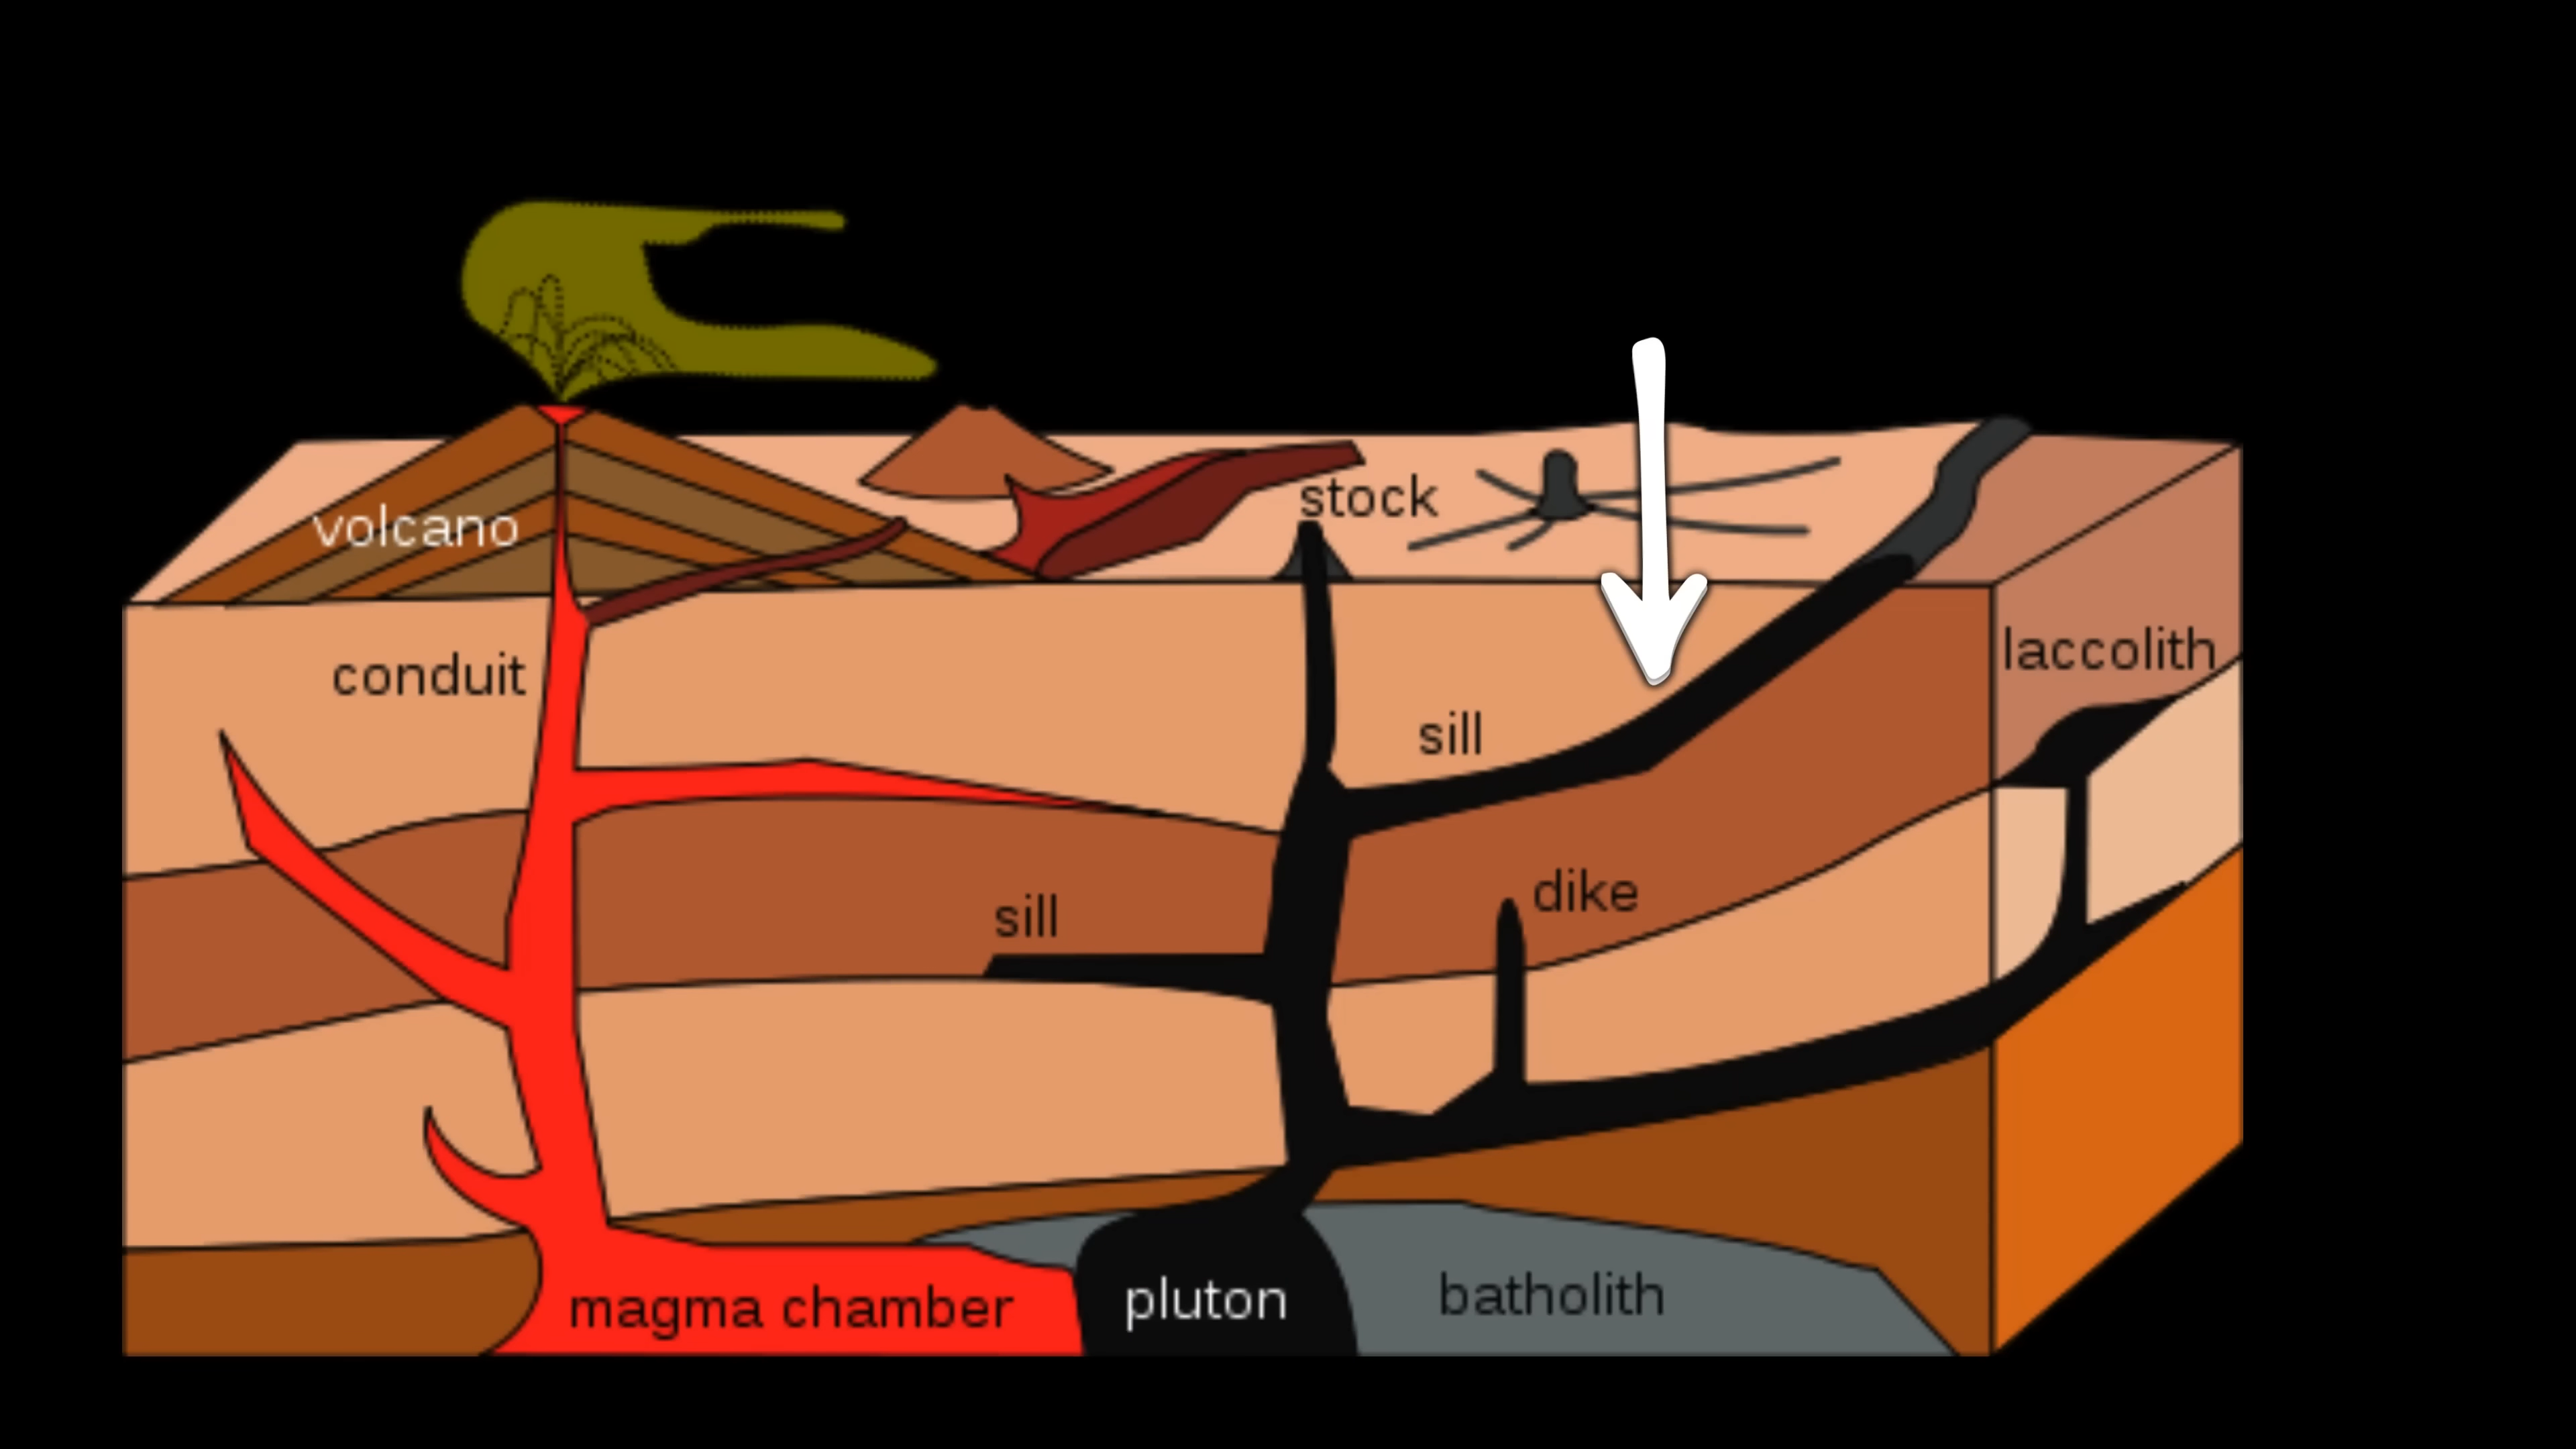 stock
volcano
laccolith
conduit
sill
dike
sill
batholith
pluton
magma chamber